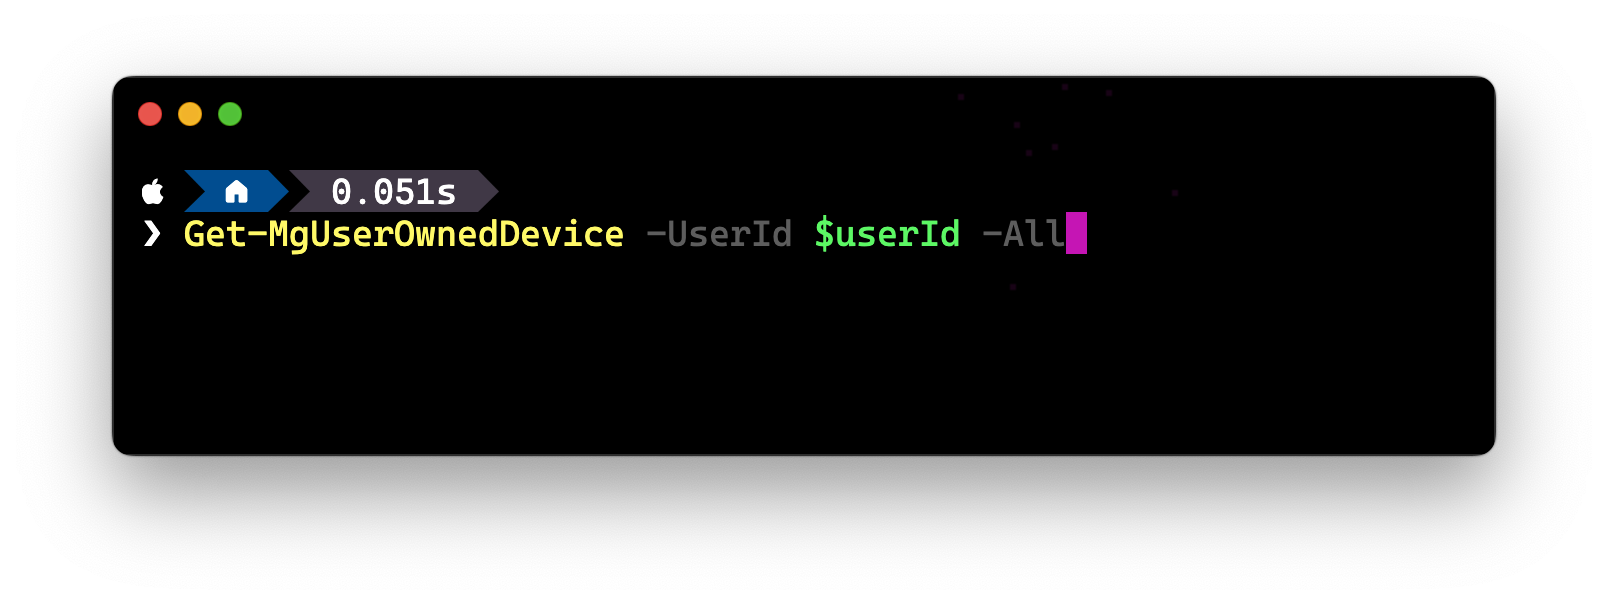 0.051s
❯ Get-MgUserOwnedDevice -UserId $userId -All